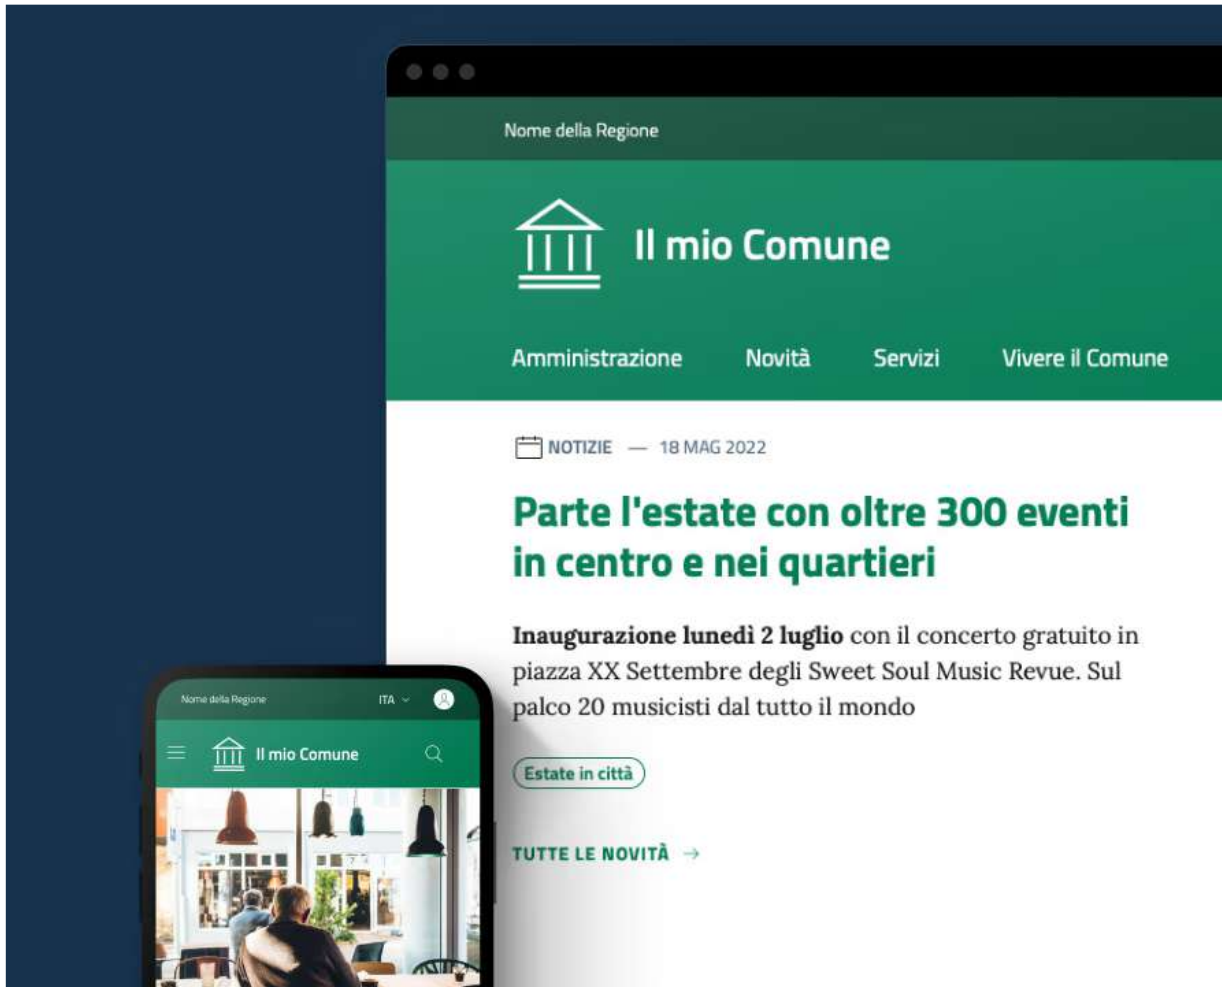 Nome della Regione
Il mio Comune
Amministrazione Novità Servizi Vivere il Comune
NOTIZIE — 18 MAG 2022
Parte l'estate con oltre 300 eventi
in centro e nei quartieri
Inaugurazione lunedì 2 luglio con il concerto gratuito in
piazza XX Settembre degli Sweet Soul Music Revue. Sul
palco 20 musicisti dal tutto il mondo
Estate in città
TUTTE LE NOVITÀ →
Nome della Regione ITA
Il mio Comune